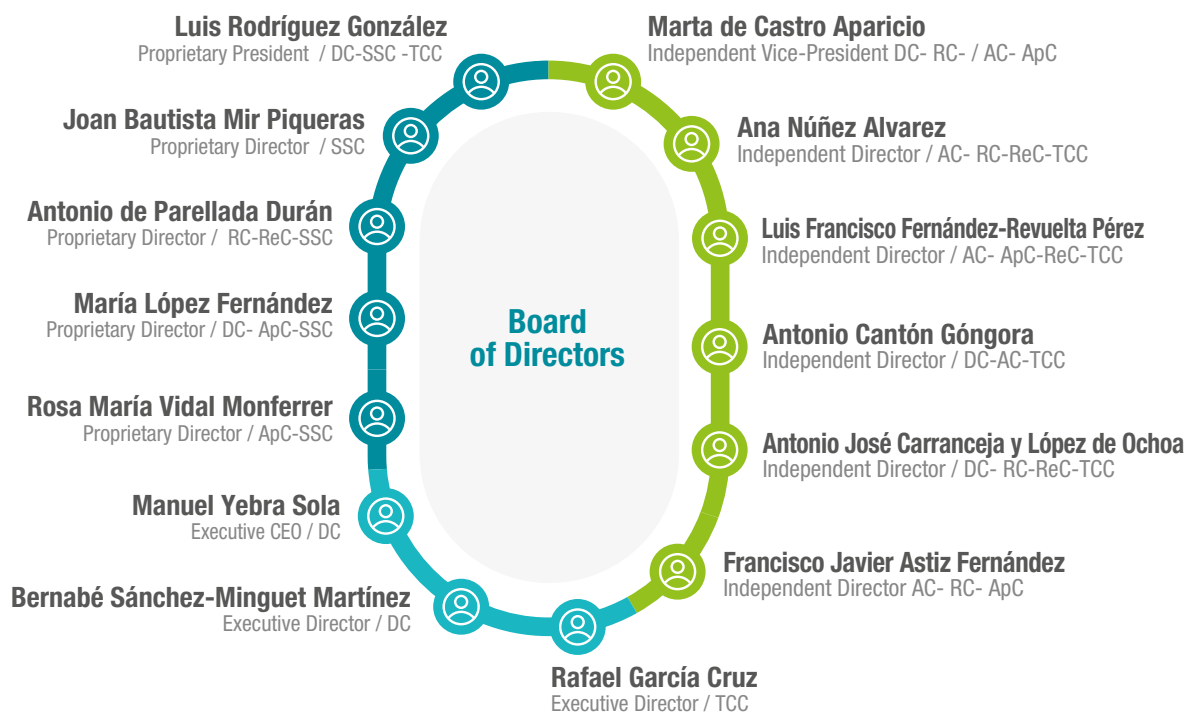 Luis Rodríguez González
Proprietary President / DC-SSC -TCC
Marta de Castro Aparicio
Independent Vice-President DC- RC- / AC- ApC
Joan Bautista Mir Piqueras
Proprietary Director / SSC
Ana Núñez Alvarez
Independent Director / AC- RC-ReC-TCC
Antonio de Parellada Durán
Proprietary Director / RC-ReC-SSC
Luis Francisco Fernández-Revuelta Pérez
Independent Director / AC- ApC-ReC-TCC
María López Fernández
Proprietary Director / DC- ApC-SSC
Board
of Directors
Antonio Cantón Góngora
Independent Director / DC-AC-TCC
Rosa María Vidal Monferrer
Proprietary Director / ApC-SSC
Antonio José Carranceja y López de Ochoa
Independent Director / DC- RC-ReC-TCC
Manuel Yebra Sola
Executive CEO / DC
Francisco Javier Astiz Fernández
Independent Director AC- RC- ApC
Bernabé Sánchez-Minguet Martínez
Executive Director / DC
Rafael García Cruz
Executive Director / TCC